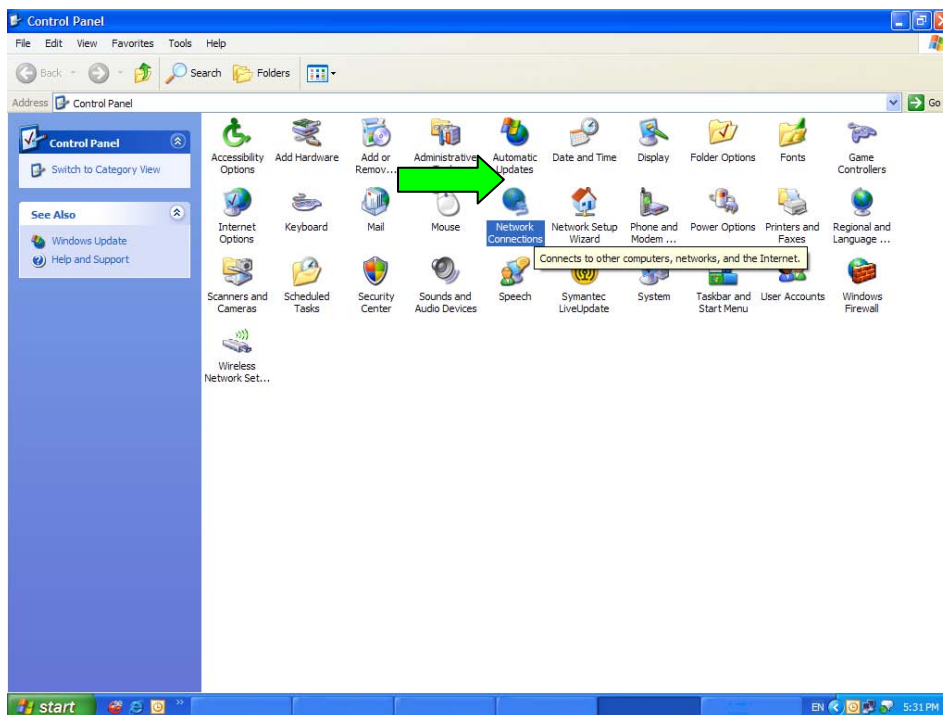 Control Panel
File Edit View Favorites Tools Help
Back Search Folders
Address Control Panel Go
Control Panel
Switch to Category View
See Also
Windows Update
Help and Support
Accessibility Options
Add Hardware
Add or Remov...
Administrative
Automatic Updates
Date and Time
Display
Folder Options
Fonts
Game Controllers
Internet Options
Keyboard
Mail
Mouse
Network Connections
Network Setup Wizard
Phone and Modem ...
Power Options
Printers and Faxes
Regional and Language ...
Connects to other computers, networks, and the Internet.
Scanners and Cameras
Scheduled Tasks
Security Center
Sounds and Audio Devices
Speech
Symantec LiveUpdate
System
Taskbar and Start Menu
User Accounts
Windows Firewall
Wireless Network Set...
start EN 5:31 PM